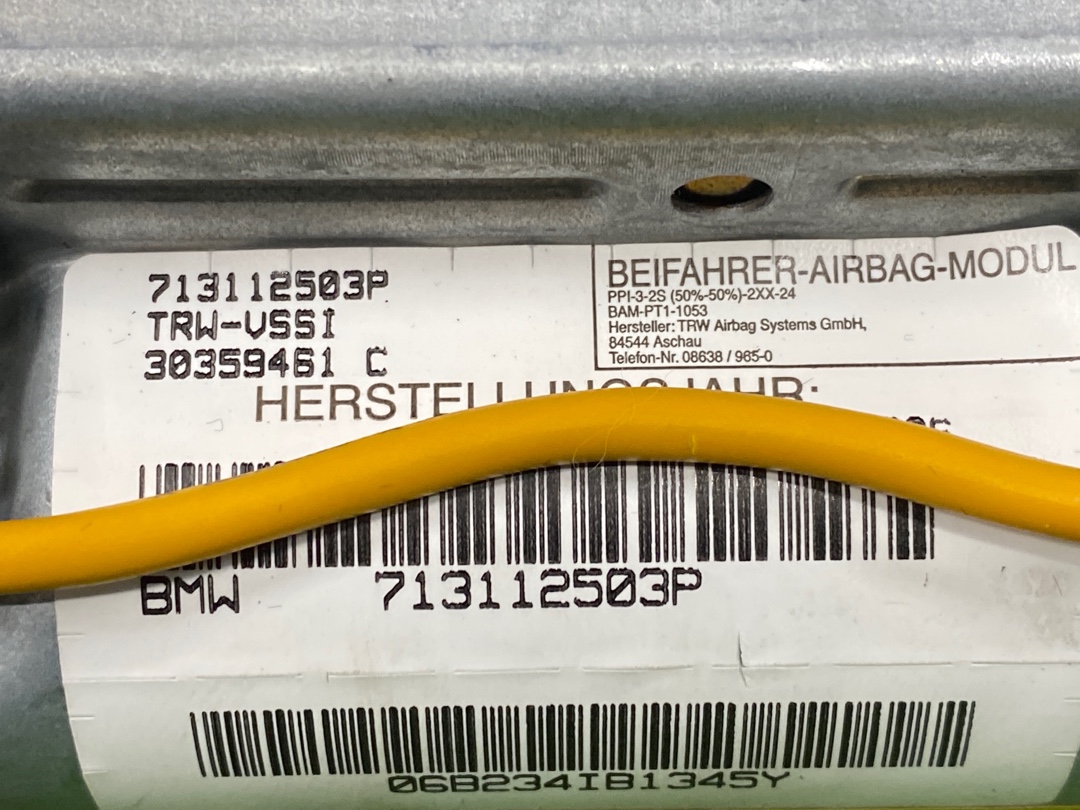 713112503P
TRW-VSSI
30359461 C
BEIFAHRER-AIRBAG-MODUL
PPI-3-2S (50%-50%)-2XX-24
BAM-PT1-1053
Hersteller: TRW Airbag Systems GmbH,
84544 Aschau
Telefon-Nr. 08638 / 965-0
HERSTELLUNGSJAHR:
BMW 713112503P
06B234IB1345Y